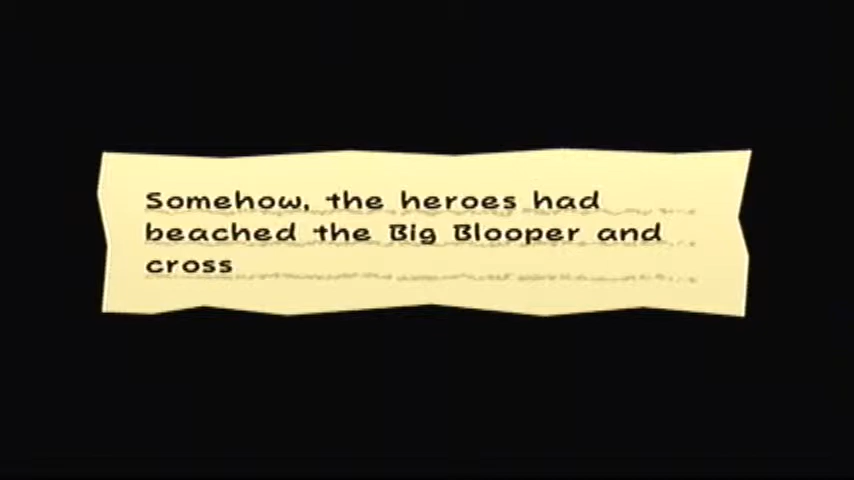 Somehow, the heroes had
beached the Big Blooper and
cross